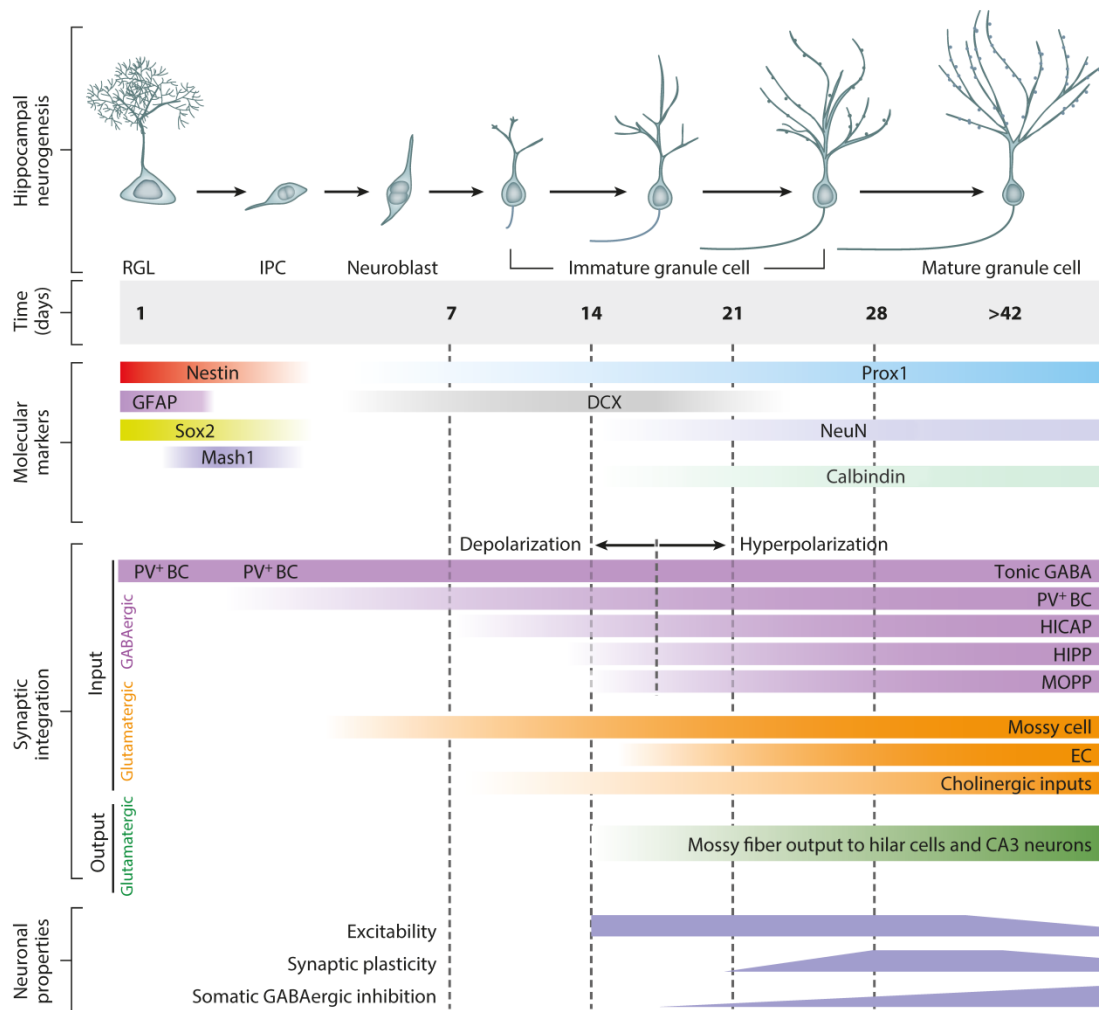 Hippocampal
neurogenesis
RGL
IPC
Neuroblast
Immature granule cell
Mature granule cell
Time
(days)
1
7
14
21
28
>42
Molecular
markers
Nestin
Prox1
GFAP
DCX
Sox2
NeuN
Mash1
Calbindin
Synaptic
integration
Input
GABAergic
Glutamatergic
Depolarization
Hyperpolarization
PV+ BC
PV+ BC
Tonic GABA
PV+ BC
HICAP
HIPP
MOPP
Mossy cell
EC
Cholinergic inputs
Output
Glutamatergic
Mossy fiber output to hilar cells and CA3 neurons
Neuronal
properties
Excitability
Synaptic plasticity
Somatic GABAergic inhibition